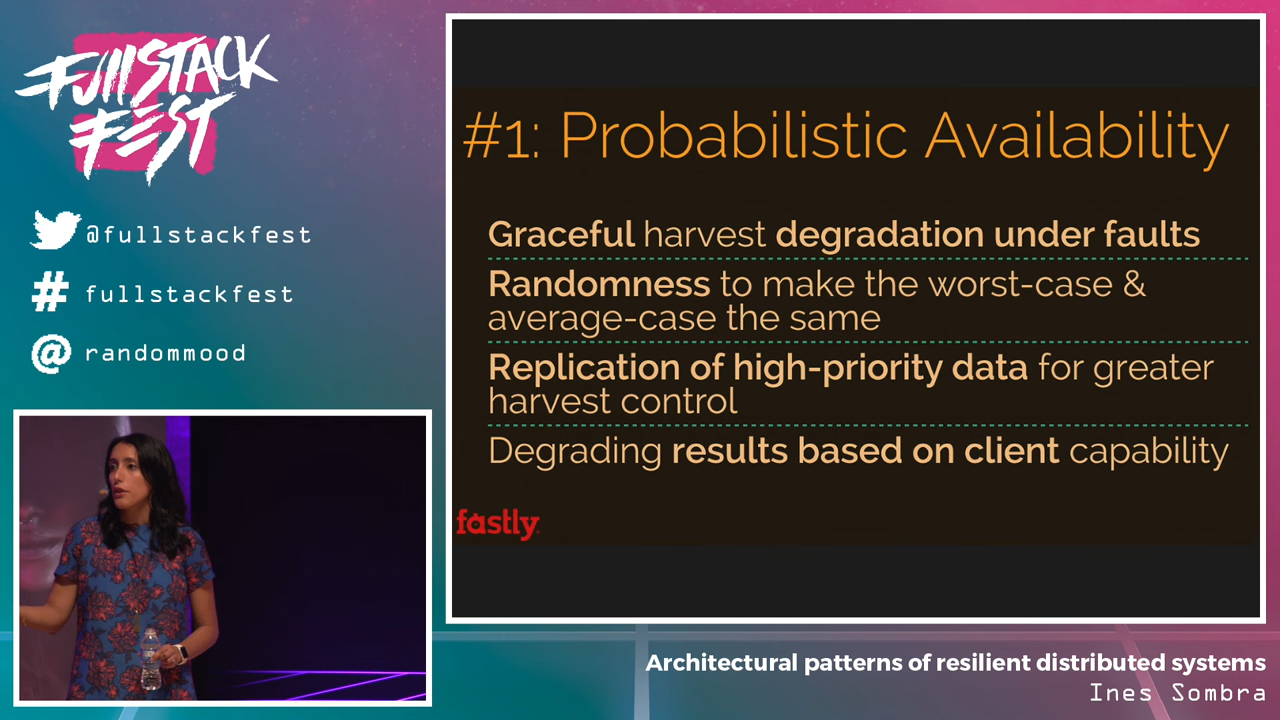 FullSTACK
FEST
@fullstackfest
# fullstackfest
@ randommood
#1: Probabilistic Availability
Graceful harvest degradation under faults
Randomness to make the worst-case &
average-case the same
Replication of high-priority data for greater
harvest control
Degrading results based on client capability
fastly
Architectural patterns of resilient distributed systems
Ines Sombra